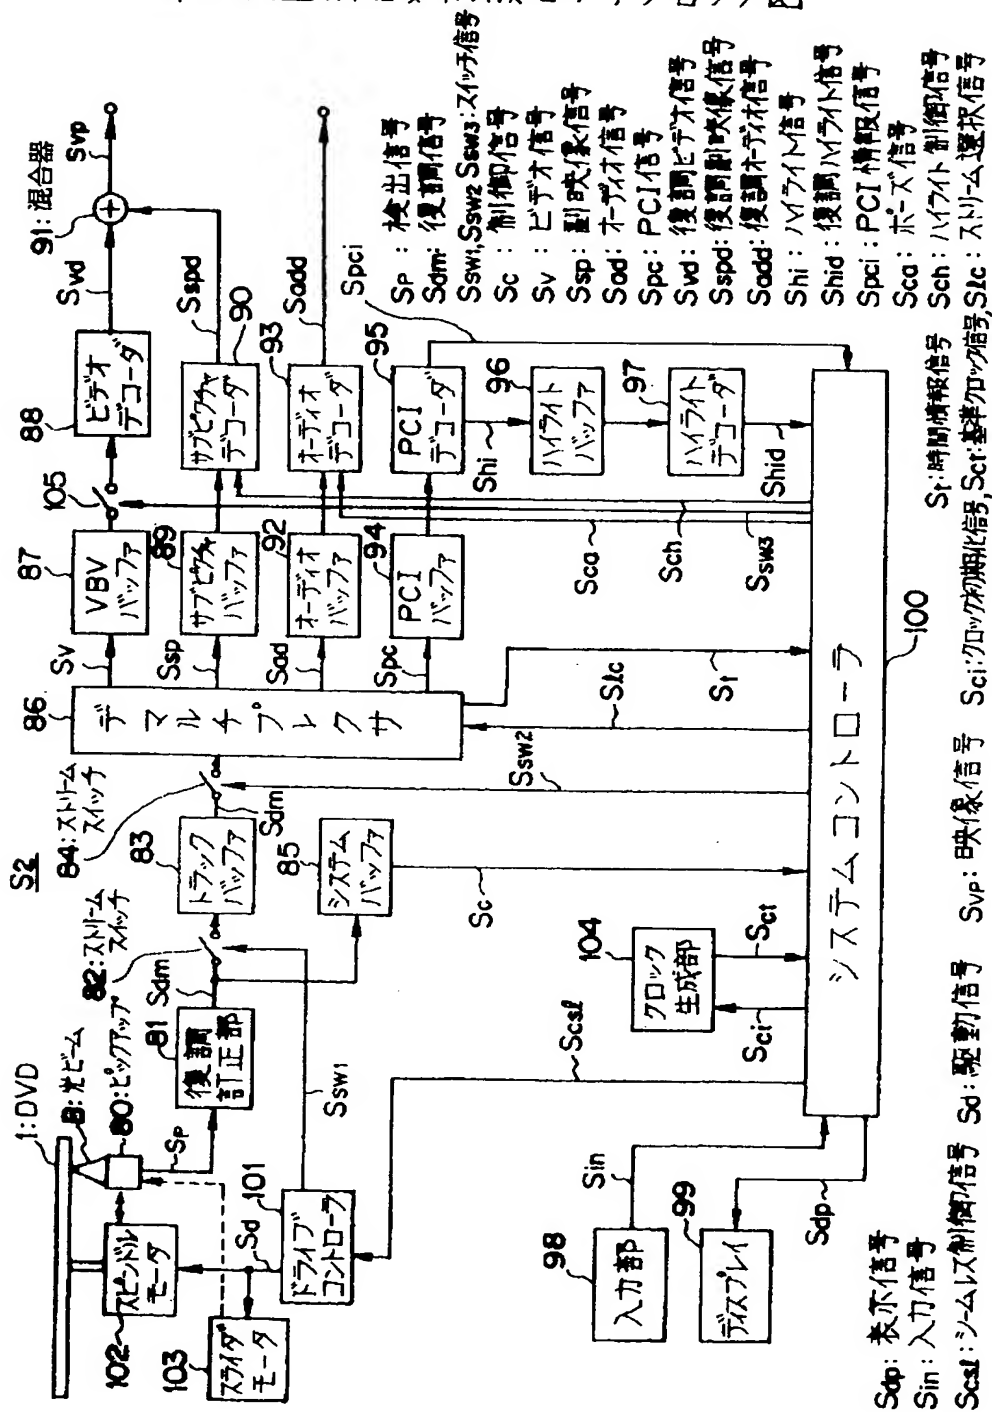 S2
1:DVD
8:光ビーム
80:ピックアップ
Sp
81
復調
訂正部
Sdm
82:ストリーム
スイッチ
83
トラック
バッファ
Sdm
84:ストリーム
スイッチ
85
システム
バッファ
86
デマルチプレクサ
Sv
87
VBV
バッファ
105
88
ビデオ
デコーダ
Svd
91:混合器
Svp
Ssp
89
サブピクチャ
バッファ
サブピクチャ
デコーダ
90
Sspd
Sad
92
オーディオ
バッファ
オーディオ
デコーダ
93
Sadd
Spc
94
PCI
バッファ
PCI
デコーダ
95
Spci
Shi
96
ハイライト
バッファ
97
ハイライト
デコーダ
Shid
Sca
Sch
Ssw3
Slc
St
Ssw2
Sc
102
スピンドル
モータ
103
スライダ
モータ
Sd
101
ドライブ
コントローラ
Ssw1
Scsl
104
クロック
生成部
Sci
Sct
システムコントローラ
100
98
入力部
Sin
99
ディスプレイ
Sdp
Sp:検出信号
Sdm:復調信号
Ssw1,Ssw2 Ssw3:スイッチ信号
Sc:制御信号
Sv:ビデオ信号
Ssp:副映像信号
Sad:オーディオ信号
Spc:PCI信号
Svd:復調ビデオ信号
Sspd:復調副映像信号
Sadd:復調オーディオ信号
Shi:ハイライト信号
Shid:復調ハイライト信号
Spci:PCI情報信号
Sca:ポーズ信号
Sch:ハイライト制御信号
Slc:ストリーム選択信号
St:時間情報信号
Sci:クロック初期化信号,Sct:基準クロック信号,
Sdp:表示信号
Sin:入力信号
Scsl:シームレス制御信号 Sd:駆動信号 Svp:映像信号